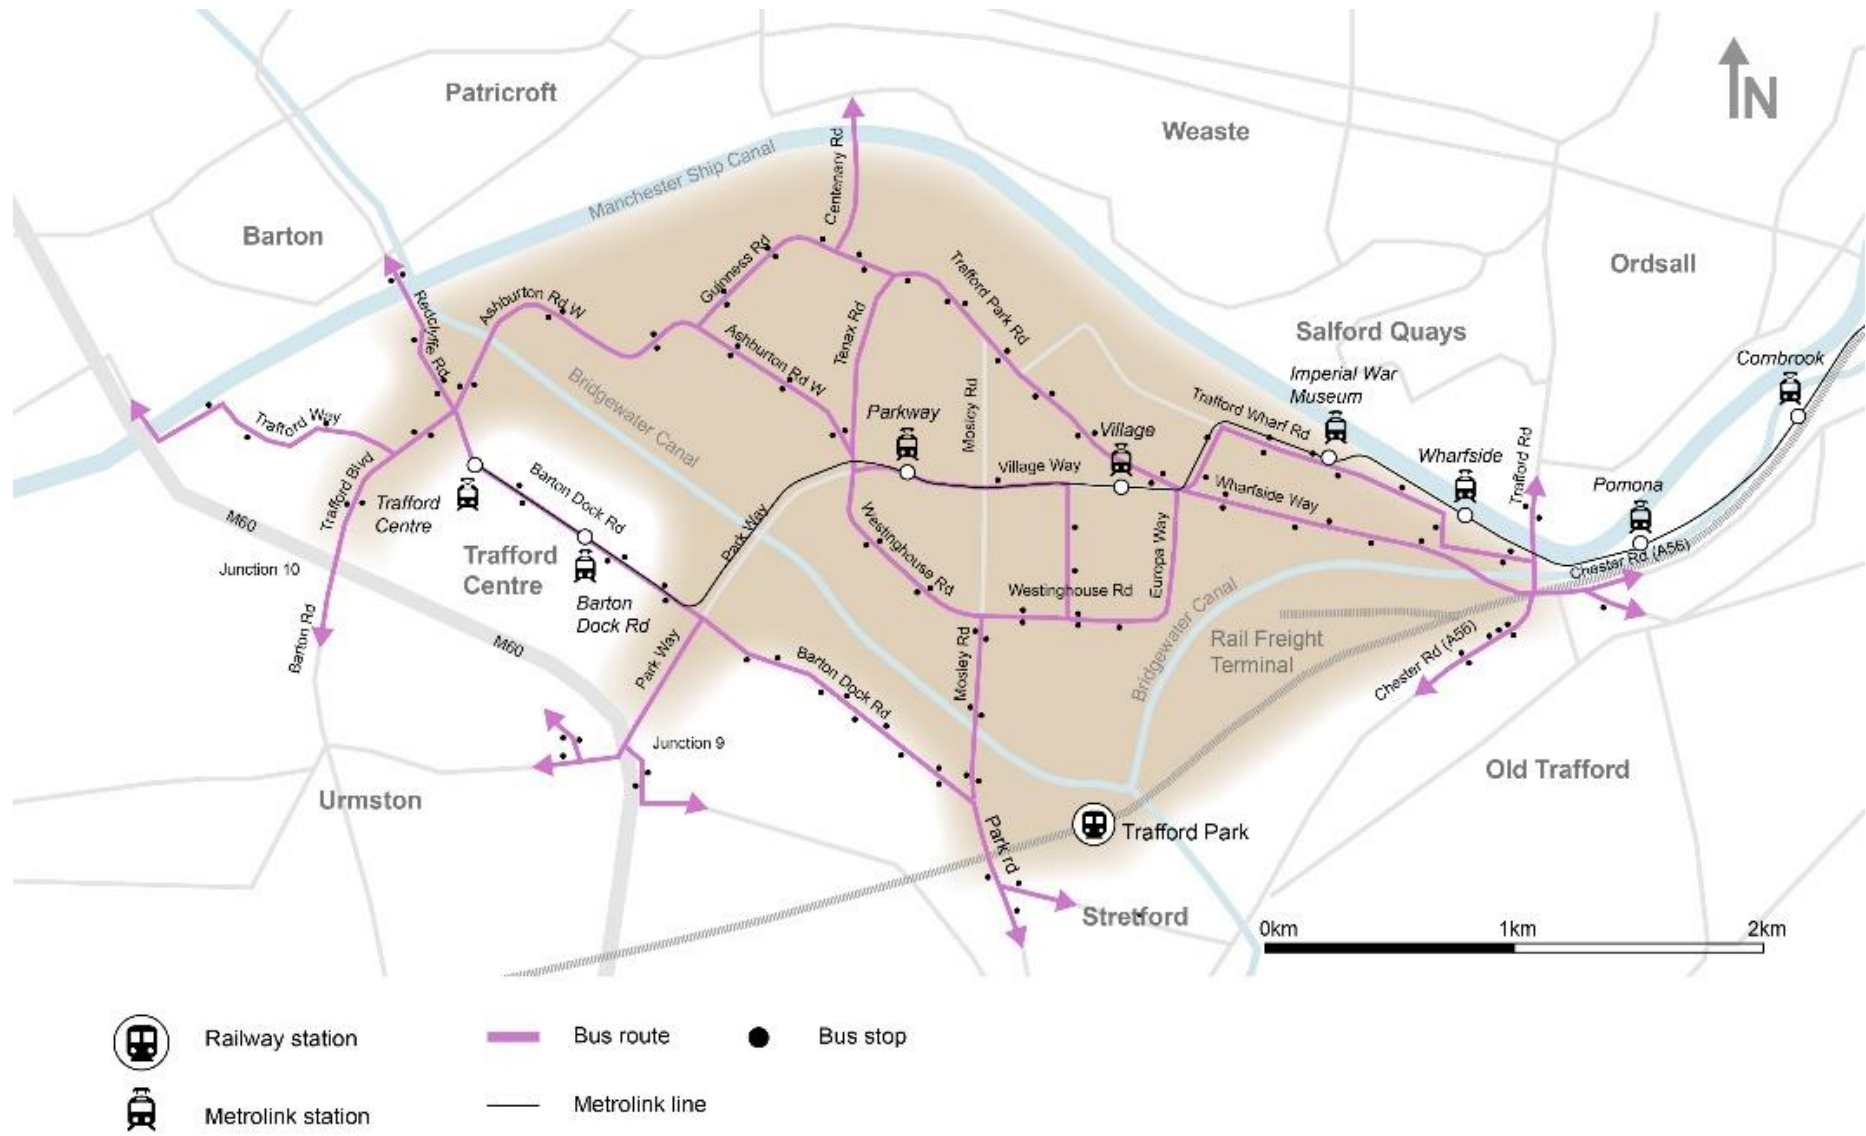 Patricroft
Weaste
N
Manchester Ship Canal
Centenary Rd
Barton
Ordsall
Guinness Rd
Trafford Park Rd
Redclyffe Rd
Ashburton Rd W
Tenax Rd
Salford Quays
Ashburton Rd W
Imperial War
Museum
Cornbrook
Bridgewater Canal
Mosley Rd
Trafford Wharf Rd
Trafford Way
Parkway
Village
Wharfside
Trafford Rd
Village Way
Pomona
Trafford Blvd
Trafford
Centre
Barton Dock Rd
Wharfside Way
M60
Park Way
Westinghouse Rd
Europa Way
Chester Rd (A56)
Junction 10
Trafford
Centre
Westinghouse Rd
Bridgewater Canal
Barton
Dock Rd
Rail Freight
Terminal
Barton Rd
M60
Park Way
Mosley Rd
Chester Rd (A56)
Barton Dock Rd
Junction 9
Old Trafford
Urmston
Park rd
Trafford Park
Stretford
0km
1km
2km
Railway station
Bus route
Bus stop
Metrolink station
Metrolink line